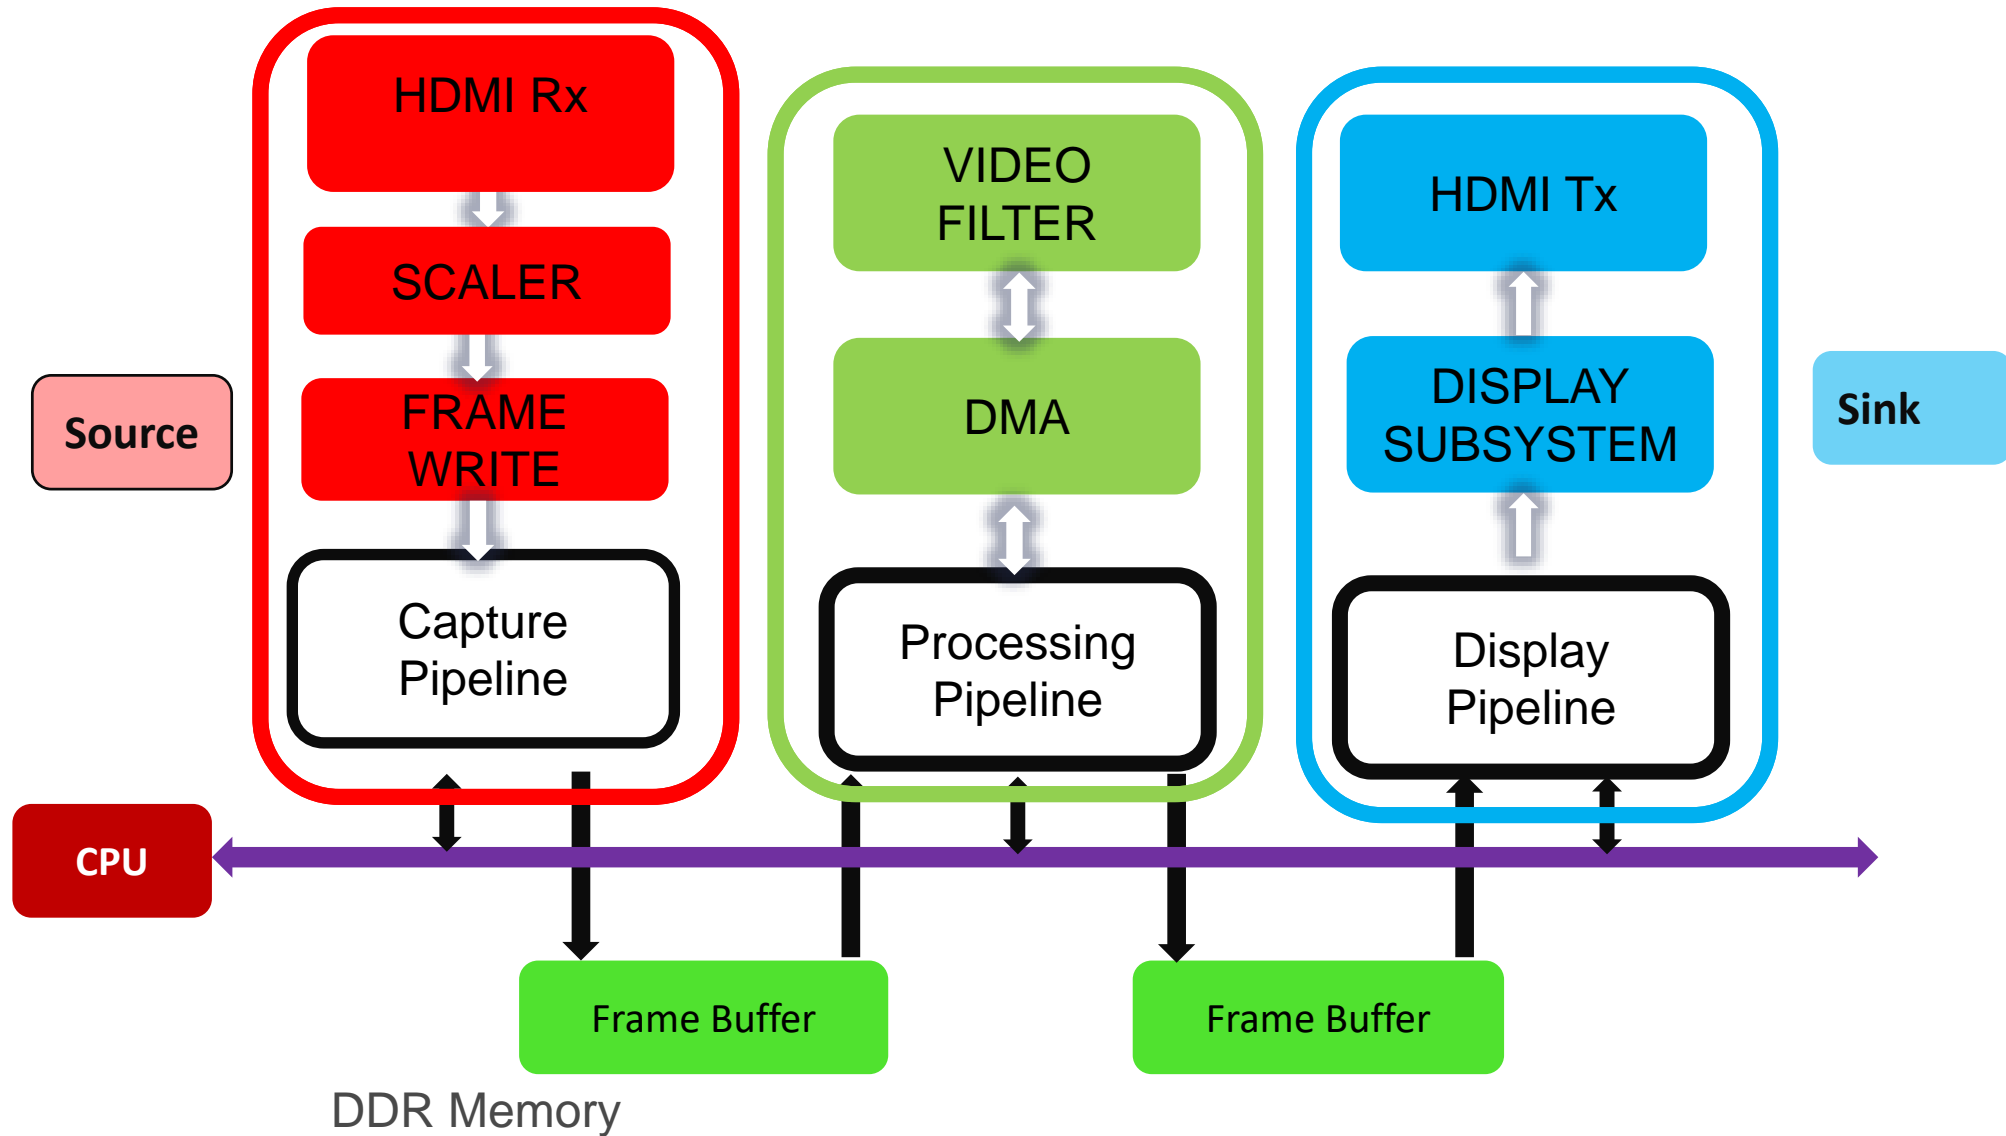 Source
HDMI Rx
SCALER
FRAME
WRITE
Capture
Pipeline
VIDEO
FILTER
DMA
Processing
Pipeline
HDMI Tx
DISPLAY
SUBSYSTEM
Display
Pipeline
Sink
CPU
Frame Buffer
Frame Buffer
DDR Memory